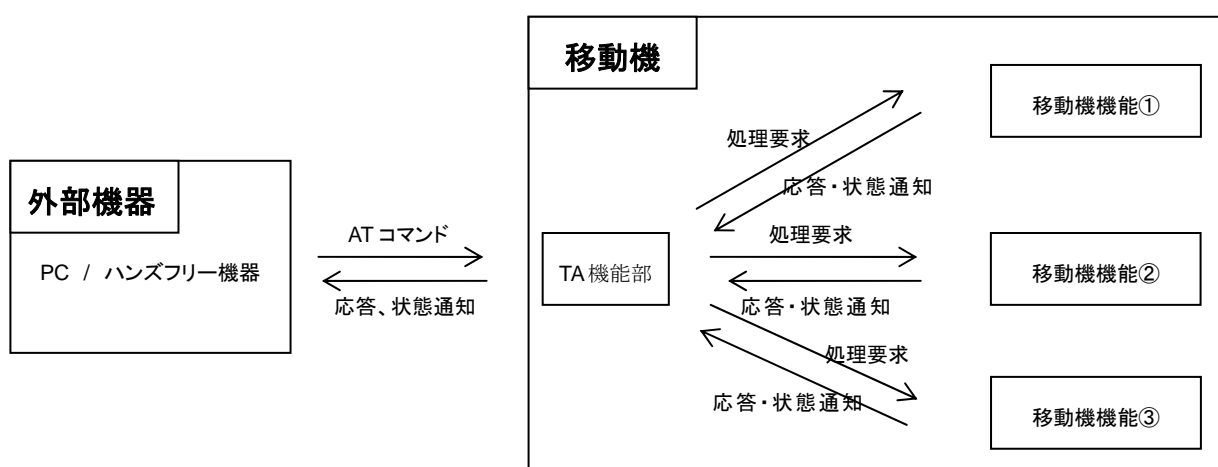 移動機
移動機機能①
処理要求
応答・状態通知
外部機器
PC / ハンズフリー機器
ATコマンド
応答、状態通知
TA機能部
処理要求
応答・状態通知
移動機機能②
処理要求
応答・状態通知
移動機機能③